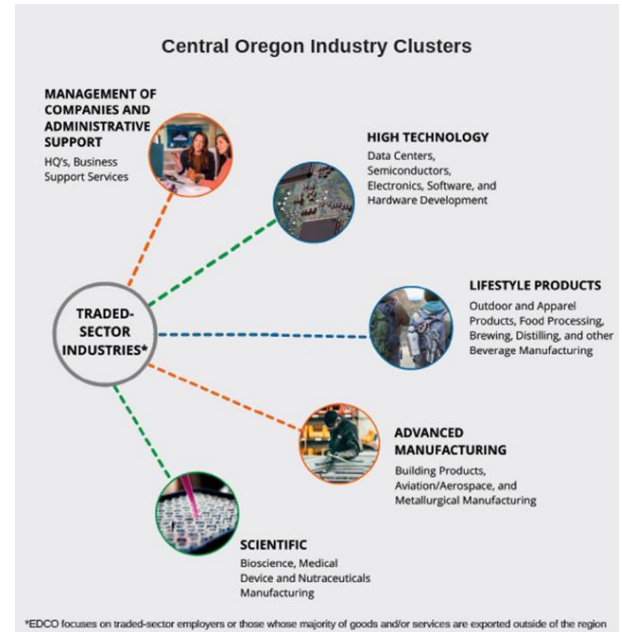 Central Oregon Industry Clusters
MANAGEMENT OF
COMPANIES AND
ADMINISTRATIVE
SUPPORT
HQ's, Business
Support Services
HIGH TECHNOLOGY
Data Centers,
Semiconductors,
Electronics, Software, and
Hardware Development
TRADED-
SECTOR
INDUSTRIES*
LIFESTYLE PRODUCTS
Outdoor and Apparel
Products, Food Processing,
Brewing, Distilling, and other
Beverage Manufacturing
ADVANCED
MANUFACTURING
Building Products,
Aviation/Aerospace, and
Metallurgical Manufacturing
SCIENTIFIC
Bioscience, Medical
Device and Nutraceuticals
Manufacturing
*EDCO focuses on traded-sector employers or those whose majority of goods and/or services are exported outside of the region